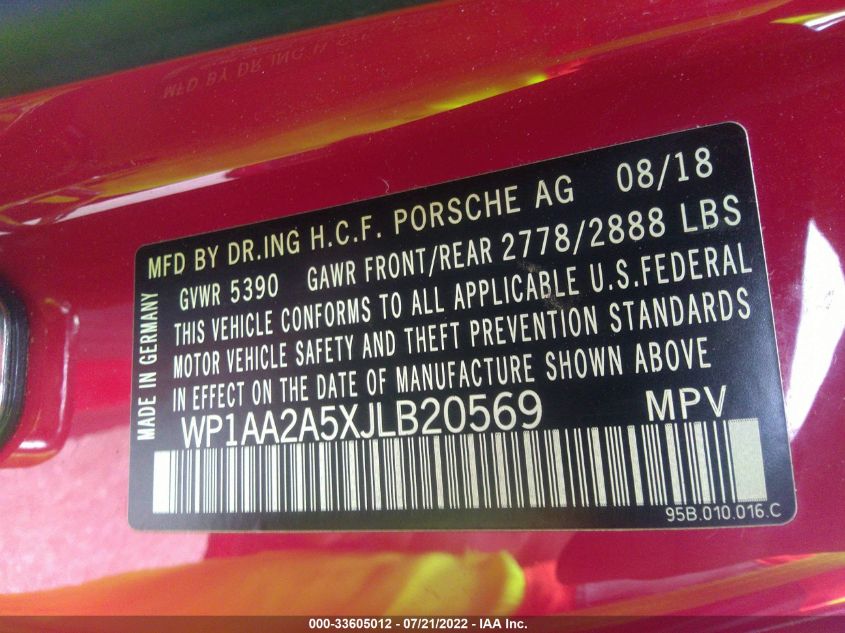 MFD BY DR.ING H.C.F. PORSCHE AG 08/18
GVWR 5390 GAWR FRONT/REAR 2778/2888 LBS
THIS VEHICLE CONFORMS TO ALL APPLICABLE U.S.FEDERAL
MOTOR VEHICLE SAFETY AND THEFT PREVENTION STANDARDS
IN EFFECT ON THE DATE OF MANUFACTURE SHOWN ABOVE
WP1AA2A5XJLB20569 MPV
MADE IN GERMANY
95B.010.016.C
000-33605012 - 07/21/2022 - IAA Inc.